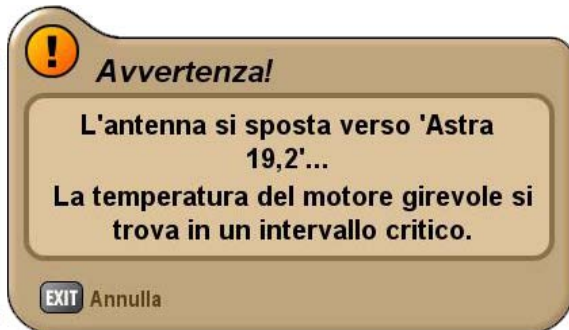 !
Avvertenza!
L'antenna si sposta verso 'Astra
19,2'...
La temperatura del motore girevole si
trova in un intervallo critico.
EXIT Annulla